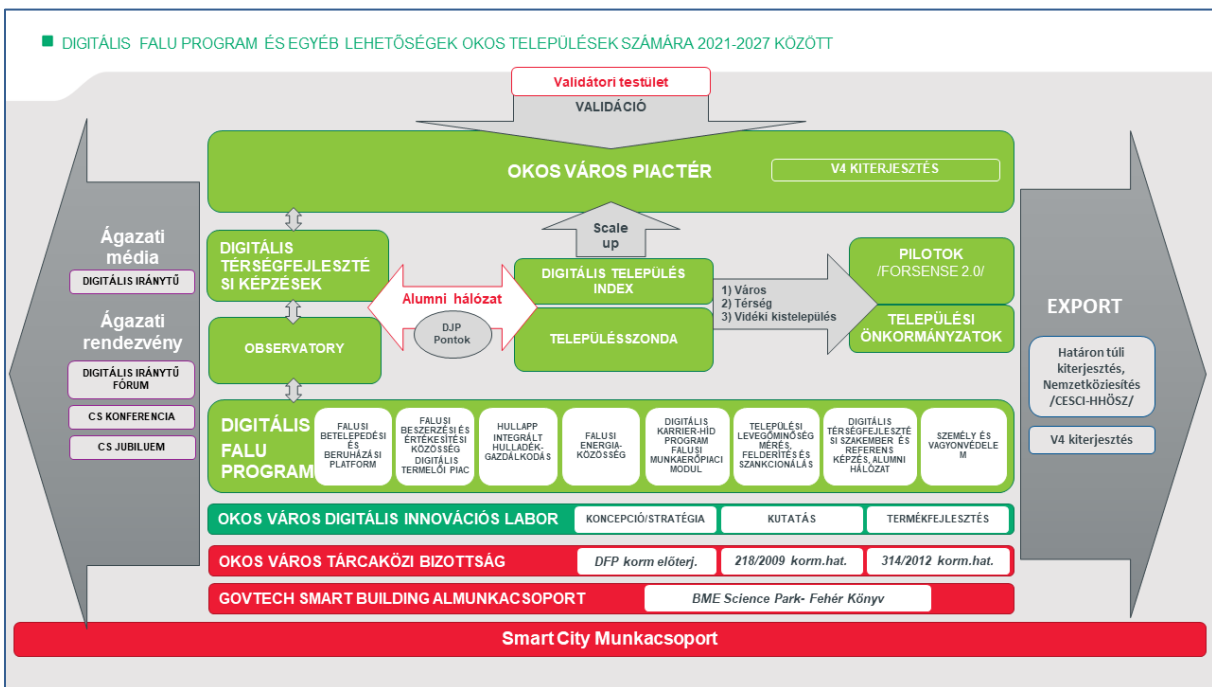 DIGITÁLIS FALU PROGRAM ÉS EGYÉB LEHETŐSÉGEK OKOS TELEPÜLÉSEK SZÁMÁRA 2021-2027 KÖZÖTT
Validátori testület
VALIDÁCIÓ
OKOS VÁROS PIACTÉR
V4 KITERJESZTÉS
Ágazati
média
DIGITÁLIS IRÁNYTŰ
Ágazati
rendezvény
DIGITÁLIS IRÁNYTŰ
FÓRUM
CS KONFERENCIA
CS JUBILUEM
DIGITÁLIS
TÉRSÉGFEJLESZTÉ
SI KÉPZÉSEK
OBSERVATORY
Alumni hálózat
DJP
Pontok
Scale
up
DIGITÁLIS TELEPÜLÉS
INDEX
TELEPÜLÉSSZONDA
1) Város
2) Térség
3) Vidéki kistelepülés
PILOTOK
/FORSENSE 2.0/
TELEPÜLÉSI
ÖNKORMÁNYZATOK
EXPORT
Határon túli
kiterjesztés,
Nemzetköziesítés
/CESCI-HHÖSZ/
V4 kiterjesztés
DIGITÁLIS
FALU
PROGRAM
FALUSI
BETELEPEDÉSI
ÉS
BERUHÁZÁSI
PLATFORM
FALUSI
BESZERZÉSI ÉS
ÉRTÉKESÍTÉSI
KÖZÖSSÉG
DIGITÁLIS
TERMELŐI PIAC
HULLAPP
INTEGRÁLT
HULLADÉK-
GAZDÁLKODÁS
FALUSI
ENERGIA-
KÖZÖSSÉG
DIGITÁLIS
KARRIER-HÍD
PROGRAM
FALUSI
MUNKAERŐPIACI
MODUL
TELEPÜLÉSI
LEVEGŐMINŐSÉG
MÉRÉS,
FELDERÍTÉS ÉS
SZANKCIONÁLÁS
DIGITÁLIS
TÉRSÉGFEJLESZTÉ
SI SZAKEMBER ÉS
REFERENS
KÉPZÉS, ALUMNI
HÁLÓZAT
SZEMÉLY ÉS
VAGYONVÉDELE
M
OKOS VÁROS DIGITÁLIS INNOVÁCIÓS LABOR
KONCEPCIÓ/STRATÉGIA
KUTATÁS
TERMÉKFEJLESZTÉS
OKOS VÁROS TÁRCAKÖZI BIZOTTSÁG
DFP korm előterj.
218/2009 korm.hat.
314/2012 korm.hat.
GOVTECH SMART BUILDING ALMUNKACSOPORT
BME Science Park- Fehér Könyv
Smart City Munkacsoport